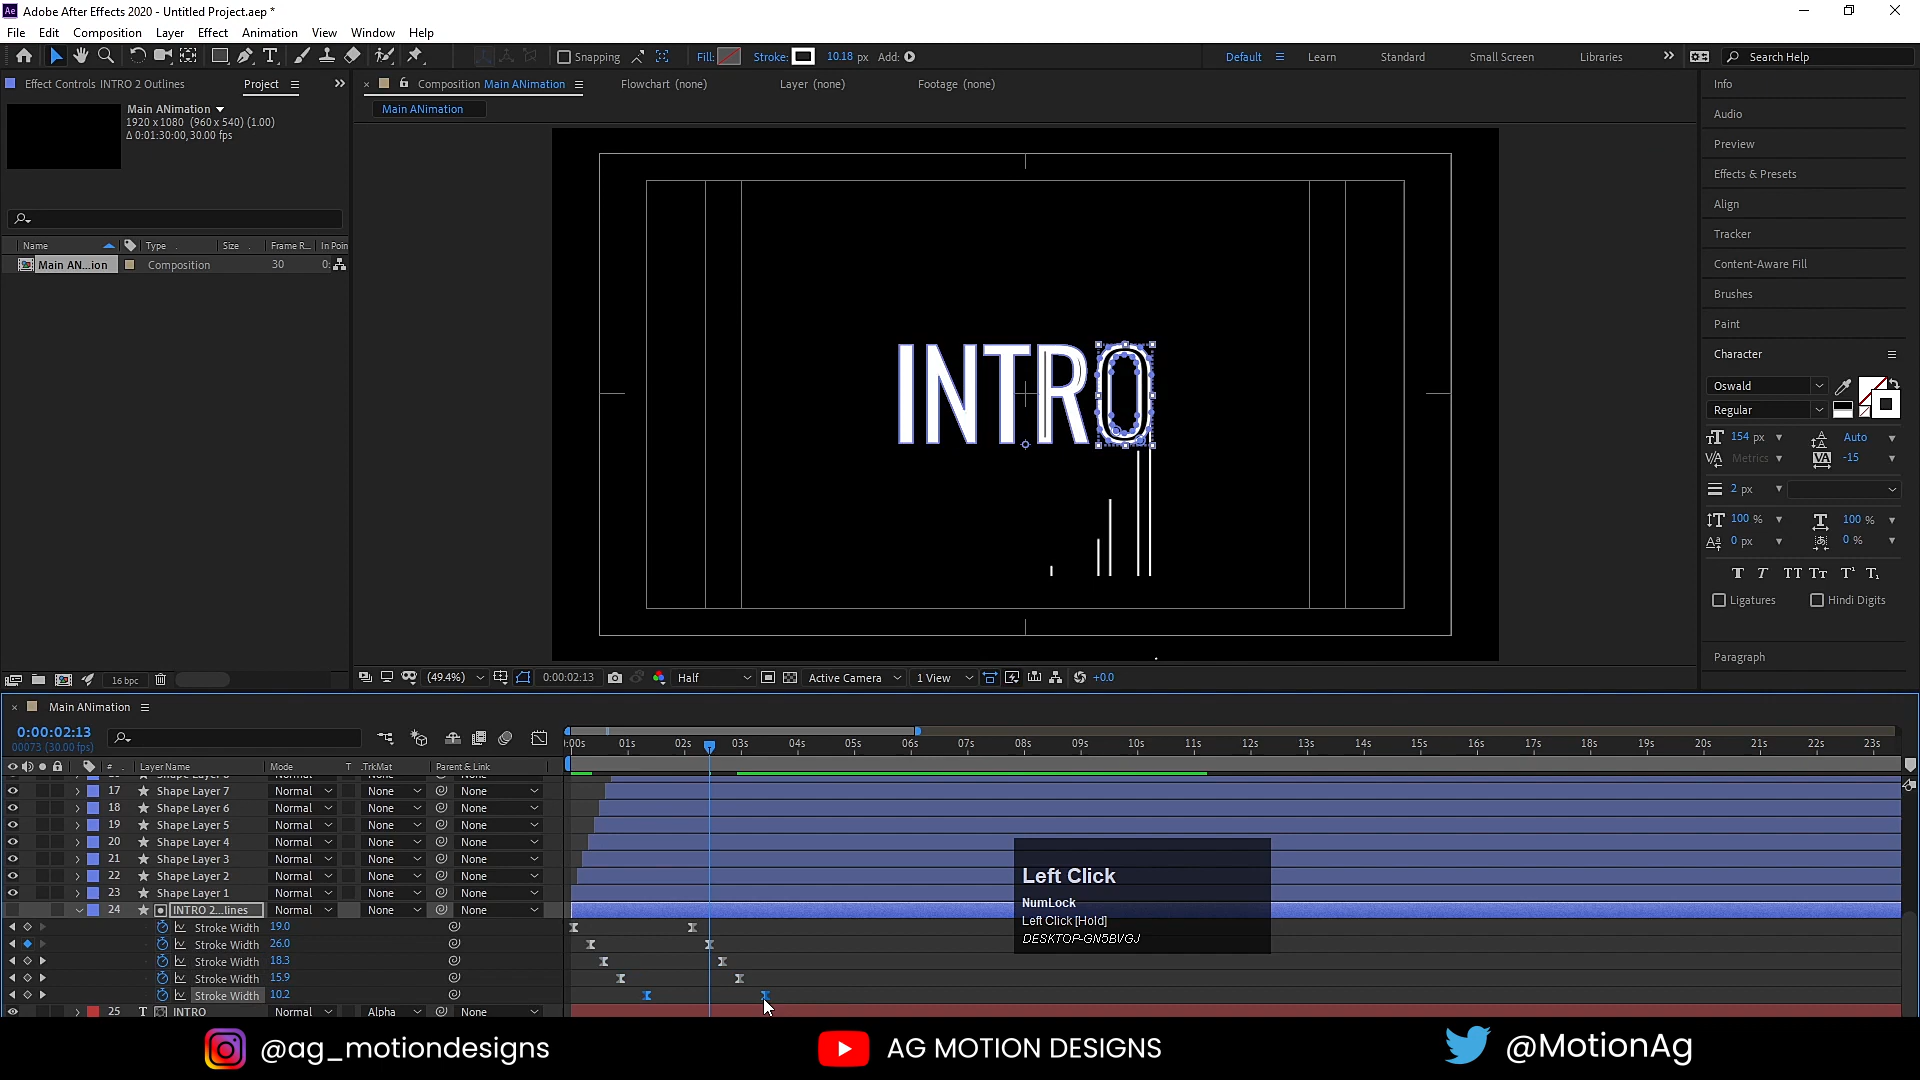 Adobe After Effects 2020 - Untitled Project.aep *
File Edit Composition Layer Effect Animation View Window Help
Snapping Fill: Stroke: 10.18 px Add: Default Learn Standard Small Screen Libraries Search Help
Effect Controls INTRO 2 Outlines Project
Composition Main ANimation Flowchart (none) Layer (none) Footage (none)
Main ANimation
Main ANimation
1920 x 1080 (960 x 540) (1.00)
Δ 0:01:30:00, 30.00 fps
Name Type Size Frame R... In Poin
Main AN...ion Composition 30 0:
16 bpc
INTRO
(49.4%) 0:00:02:13 Half Active Camera 1 View +0.0
Info
Audio
Preview
Effects & Presets
Align
Tracker
Content-Aware Fill
Brushes
Paint
Character
Oswald
Regular
154 px Auto
Metrics -15
2 px
100 % 100 %
0 px 0 %
T T TT Tт T¹ T₁
Ligatures Hindi Digits
Paragraph
Main ANimation
0:00:02:13
00073 (30.00 fps)
:00s 01s 02s 03s 04s 05s 06s 07s 08s 09s 10s 11s 12s 13s 14s 15s 16s 17s 18s 19s 20s 21s 22s 23s
# Layer Name Mode T .TrkMat Parent & Link
17 Shape Layer 7 Normal None None
18 Shape Layer 6 Normal None None
19 Shape Layer 5 Normal None None
20 Shape Layer 4 Normal None None
21 Shape Layer 3 Normal None None
22 Shape Layer 2 Normal None None
23 Shape Layer 1 Normal None None
24 INTRO 2...lines Normal None None
Stroke Width 19.0
Stroke Width 26.0
Stroke Width 18.3
Stroke Width 15.9
Stroke Width 10.2
25 T INTRO Normal Alpha None
Left Click
NumLock
Left Click [Hold]
DESKTOP-GN5BVGJ
@ag_motiondesigns AG MOTION DESIGNS @MotionAg